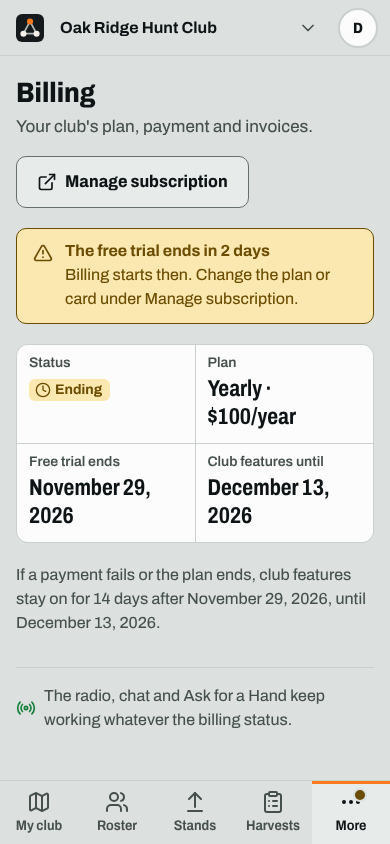 Oak Ridge Hunt Club
D
Billing
Your club's plan, payment and invoices.
Manage subscription
The free trial ends in 2 days
Billing starts then. Change the plan or
card under Manage subscription.
Status
Ending
Plan
Yearly ·
$100/year
Free trial ends
November 29,
2026
Club features until
December 13,
2026
If a payment fails or the plan ends, club features
stay on for 14 days after November 29, 2026, until
December 13, 2026.
The radio, chat and Ask for a Hand keep
working whatever the billing status.
My club
Roster
Stands
Harvests
More